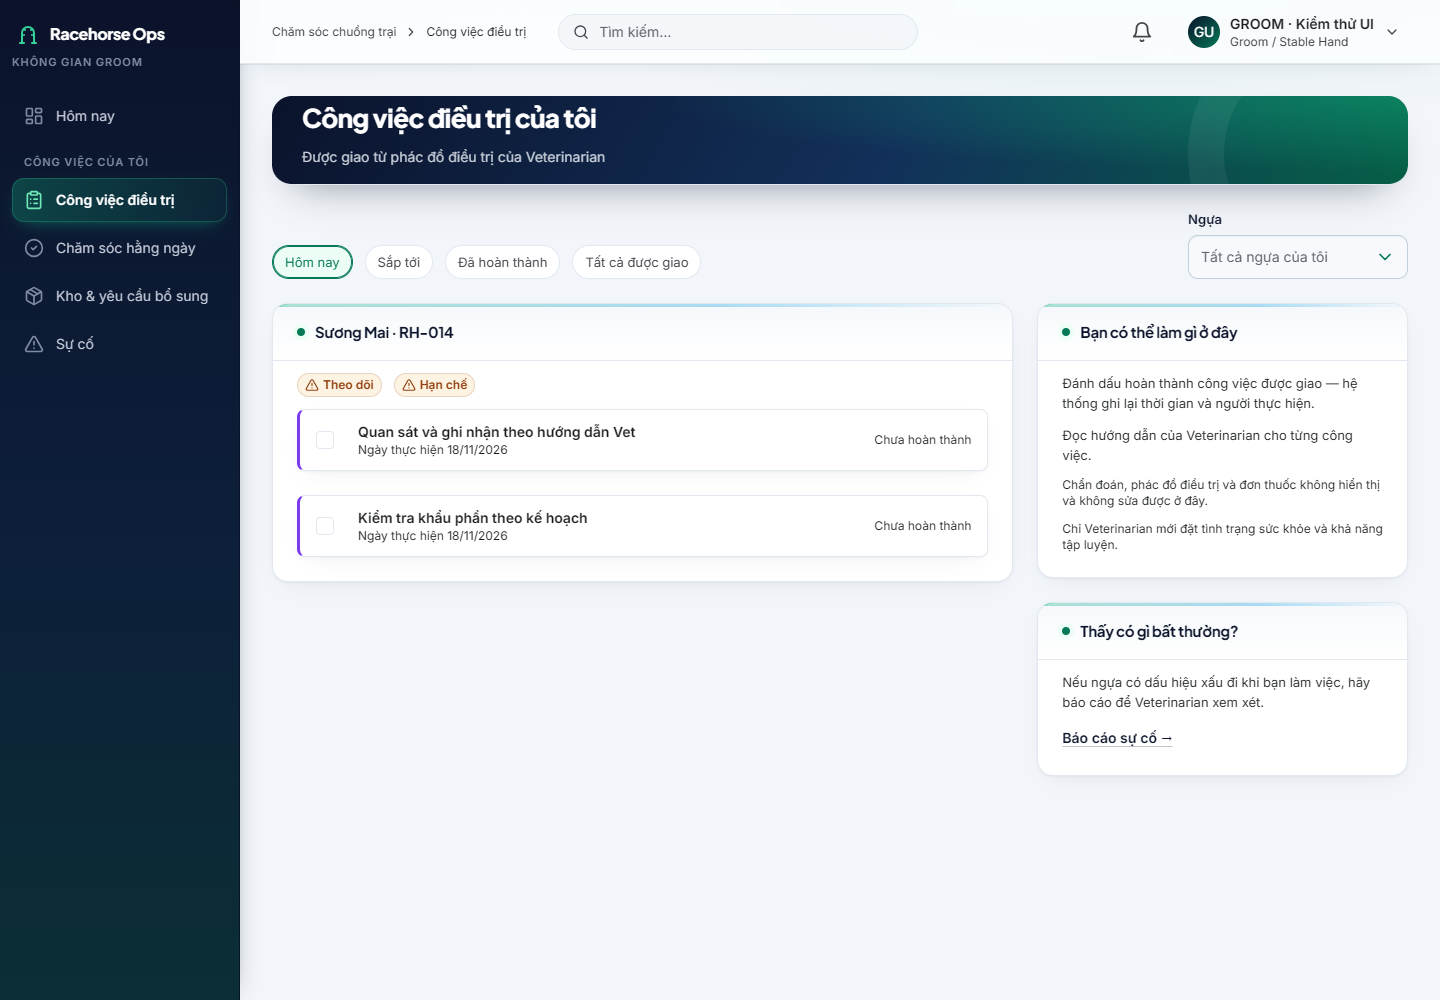 Racehorse Ops
KHÔNG GIAN GROOM
Hôm nay
CÔNG VIỆC CỦA TÔI
Công việc điều trị
Chăm sóc hằng ngày
Kho & yêu cầu bổ sung
Sự cố
Chăm sóc chuồng trại > Công việc điều trị
Tìm kiếm...
GU
GROOM · Kiểm thử UI
Groom / Stable Hand
Công việc điều trị của tôi
Được giao từ phác đồ điều trị của Veterinarian
Ngựa
Tất cả ngựa của tôi
Hôm nay
Sắp tới
Đã hoàn thành
Tất cả được giao
Sương Mai · RH-014
Theo dõi
Hạn chế
Quan sát và ghi nhận theo hướng dẫn Vet
Ngày thực hiện 18/11/2026
Chưa hoàn thành
Kiểm tra khẩu phần theo kế hoạch
Ngày thực hiện 18/11/2026
Chưa hoàn thành
Bạn có thể làm gì ở đây
Đánh dấu hoàn thành công việc được giao — hệ
thống ghi lại thời gian và người thực hiện.
Đọc hướng dẫn của Veterinarian cho từng công
việc.
Chẩn đoán, phác đồ điều trị và đơn thuốc không hiển thị
và không sửa được ở đây.
Chỉ Veterinarian mới đặt tình trạng sức khỏe và khả năng
tập luyện.
Thấy có gì bất thường?
Nếu ngựa có dấu hiệu xấu đi khi bạn làm việc, hãy
báo cáo để Veterinarian xem xét.
Báo cáo sự cố →